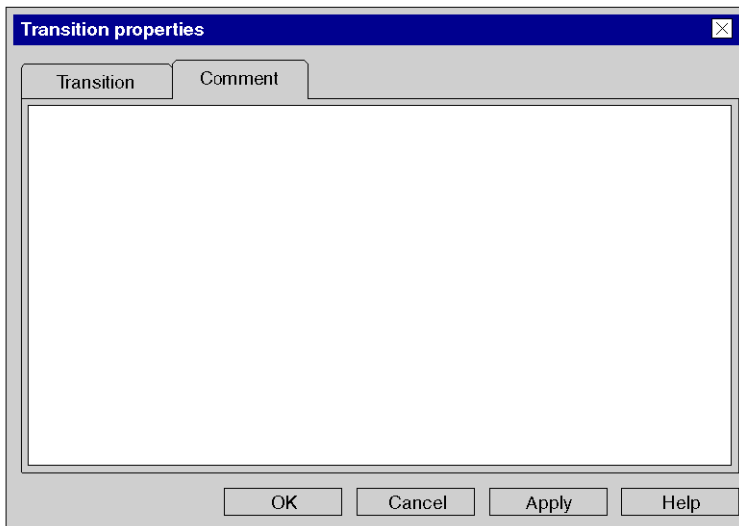 Transition properties
Transition
Comment
OK
Cancel
Apply
Help